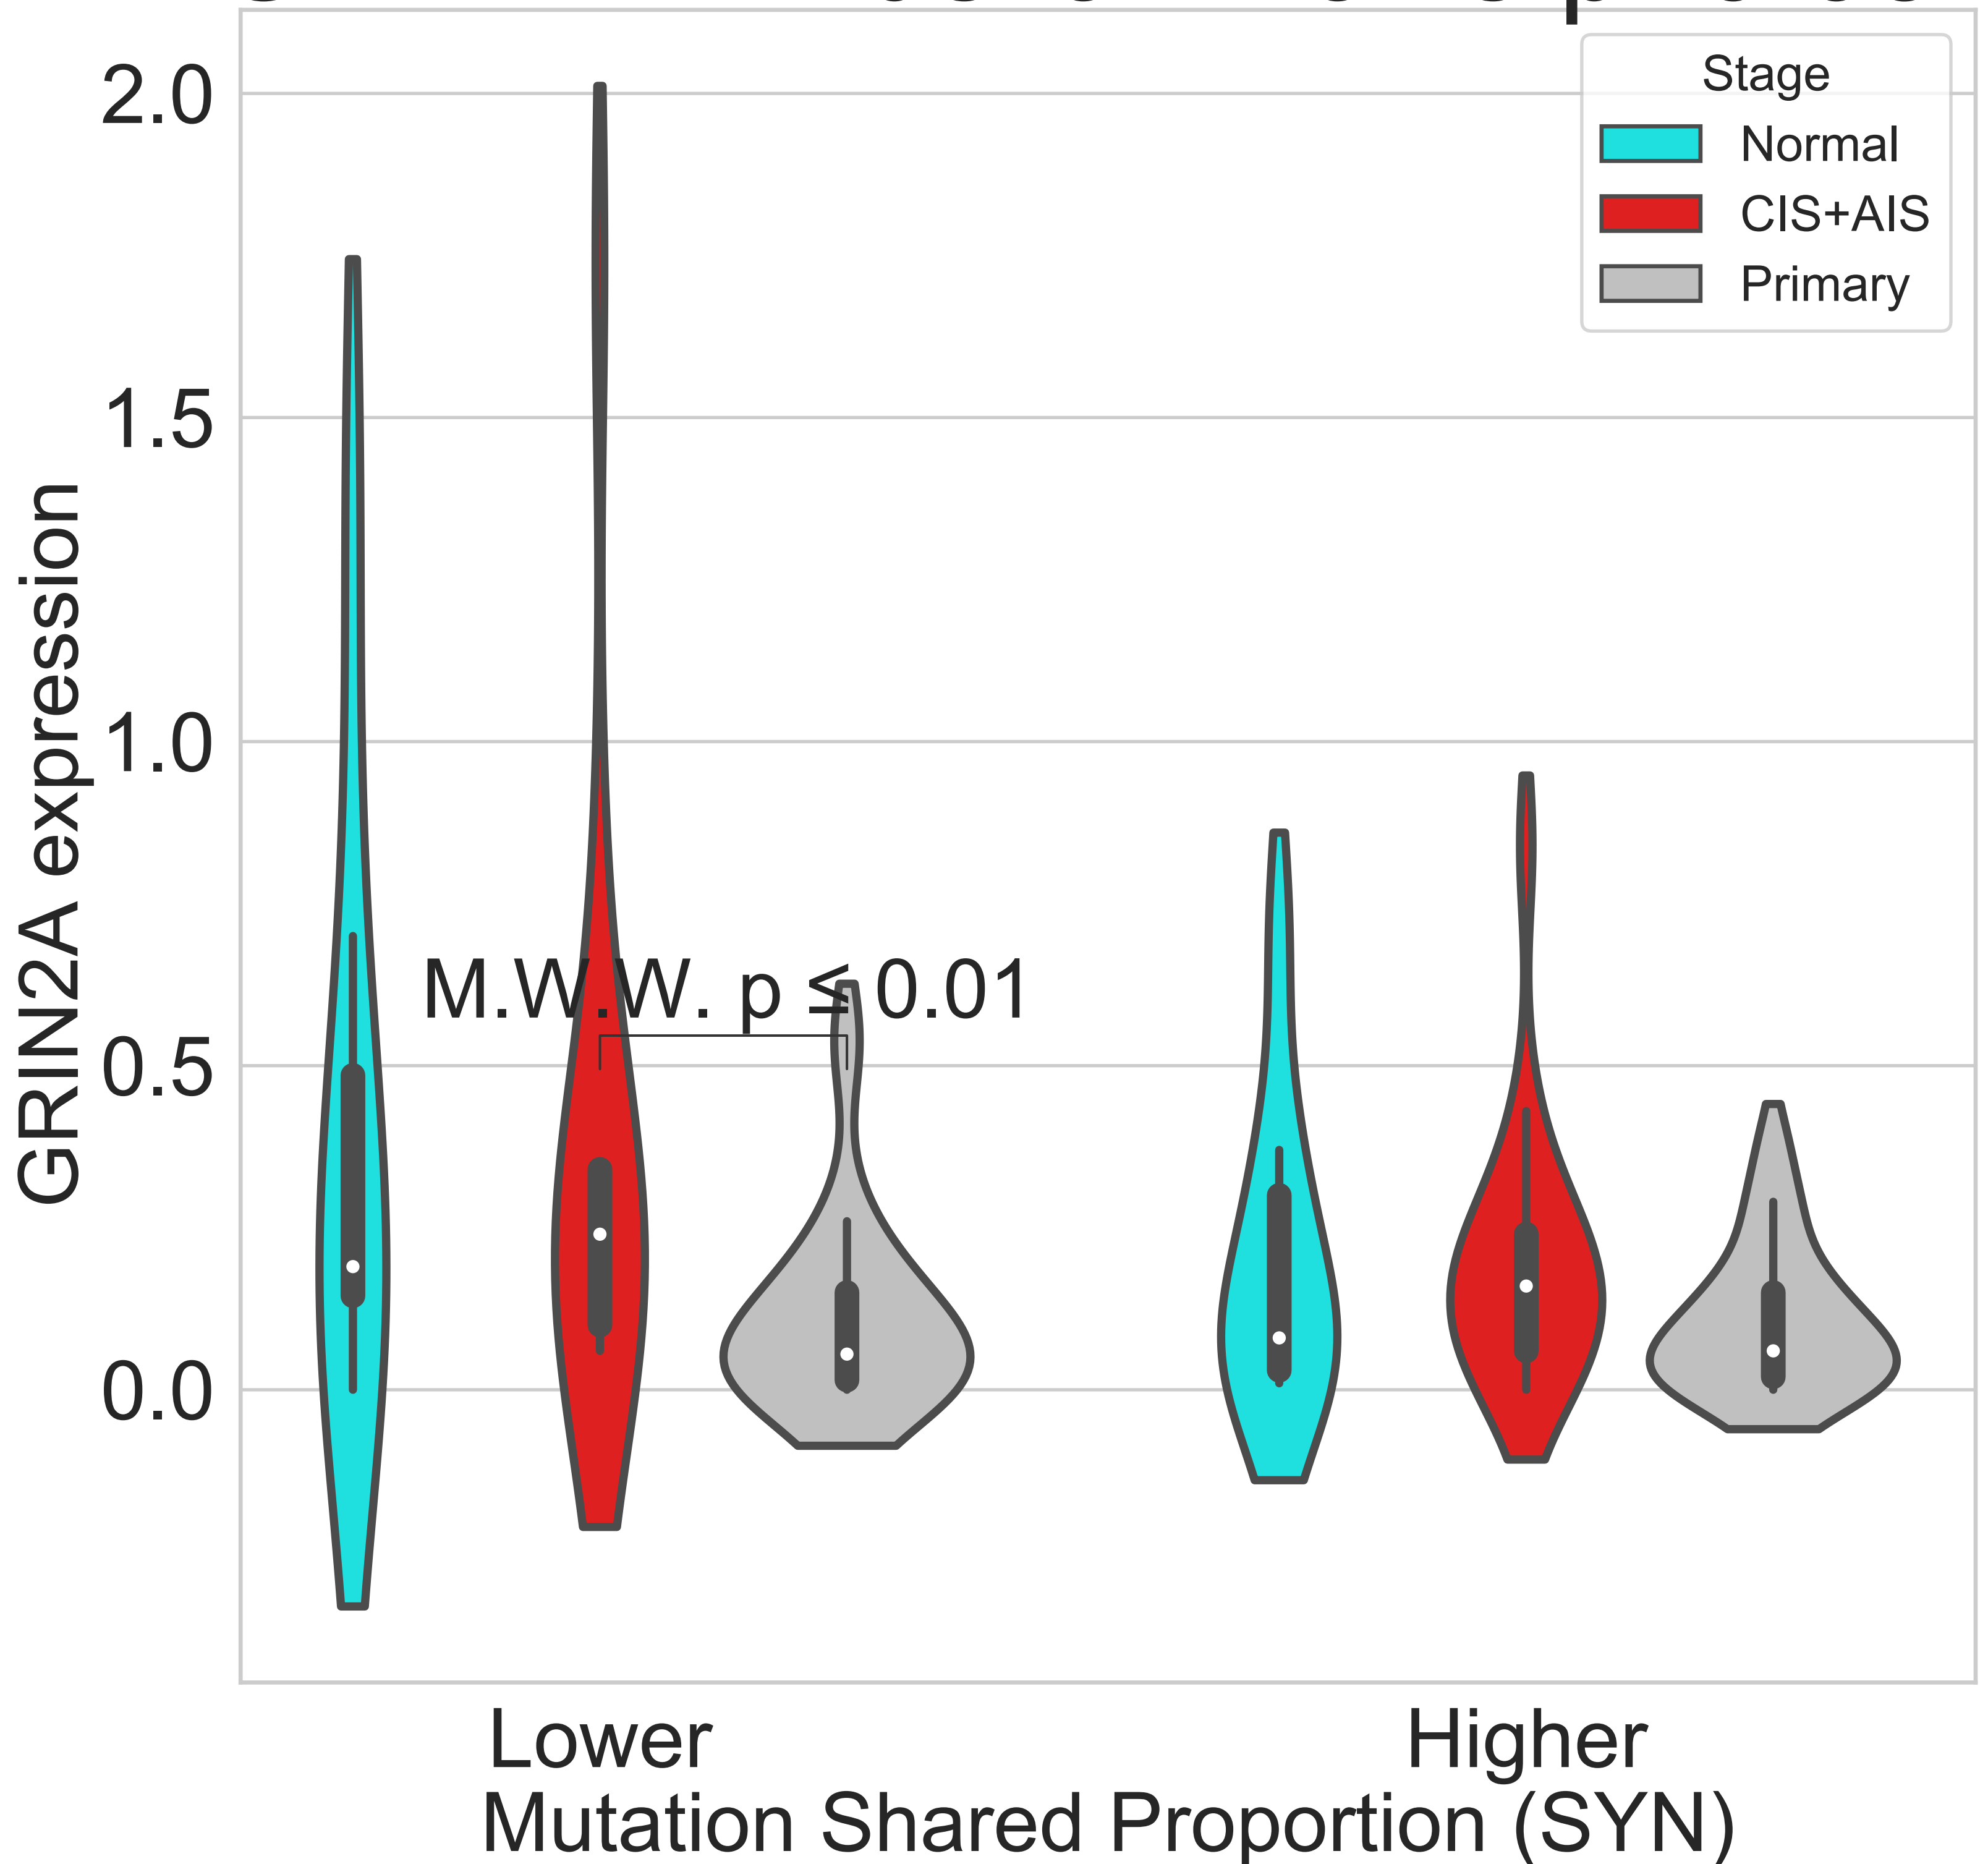 Stage
Normal
CIS+AIS
Primary
2.0
1.5
1.0
0.5
0.0
GRIN2A expression
M.W.W. p ≤ 0.01
Lower
Higher
Mutation Shared Proportion (SYN)